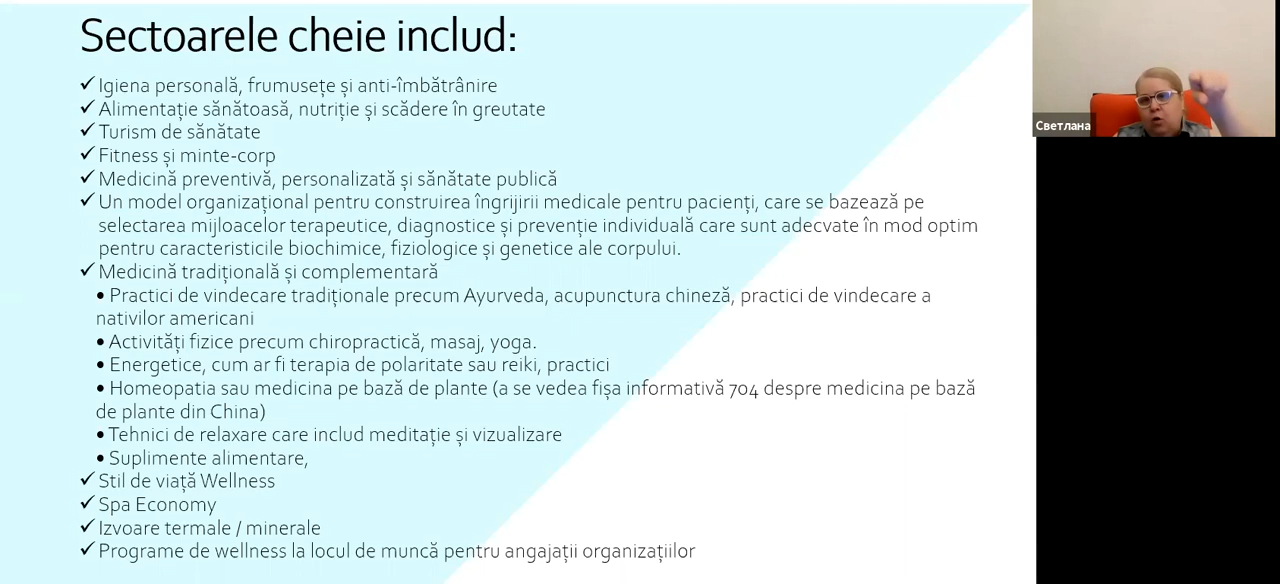 Sectoarele cheie includ:
✓ Igiena personală, frumusețe și anti-îmbătrânire
✓ Alimentație sănătoasă, nutriție și scădere în greutate
✓ Turism de sănătate
✓ Fitness și minte-corp
✓ Medicină preventivă, personalizată și sănătate publică
✓ Un model organizațional pentru construirea îngrijirii medicale pentru pacienți, care se bazează pe
selectarea mijloacelor terapeutice, diagnostice și prevenție individuală care sunt adecvate în mod optim
pentru caracteristicile biochimice, fiziologice și genetice ale corpului.
✓ Medicină tradițională și complementară
• Practici de vindecare tradiționale precum Ayurveda, acupunctura chineză, practici de vindecare a
nativilor americani
• Activități fizice precum chiropractică, masaj, yoga.
• Energetice, cum ar fi terapia de polaritate sau reiki, practici
• Homeopatia sau medicina pe bază de plante (a se vedea fișa informativă 704 despre medicina pe bază
de plante din China)
• Tehnici de relaxare care includ meditație și vizualizare
• Suplimente alimentare,
✓ Stil de viață Wellness
✓ Spa Economy
✓ Izvoare termale / minerale
✓ Programe de wellness la locul de muncă pentru angajații organizațiilor
Светлана